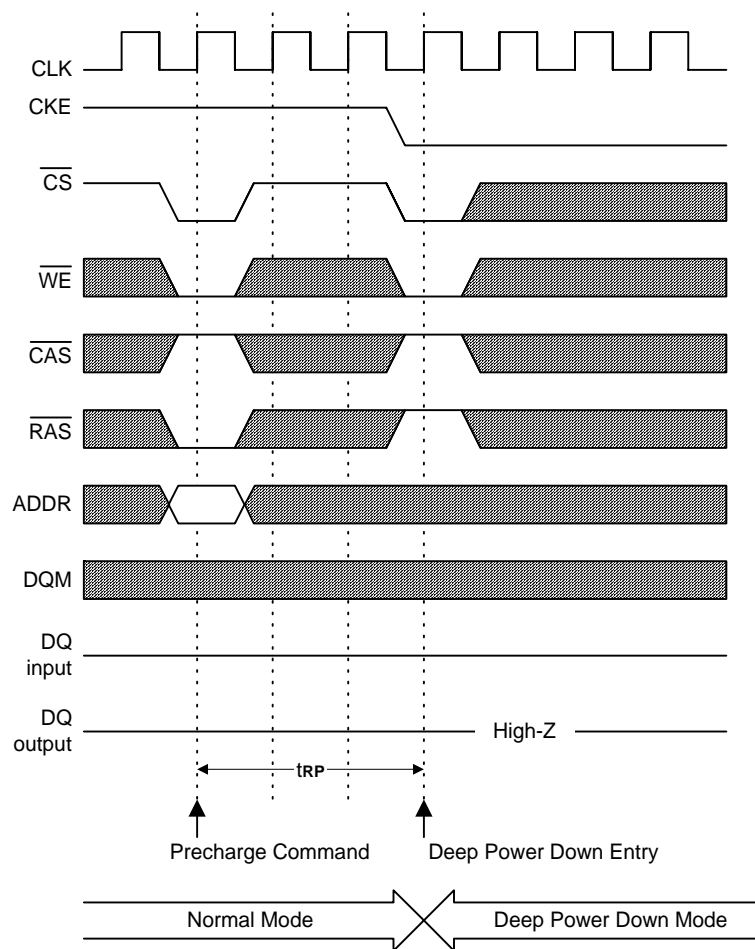 CLK
CKE
CS
WE
CAS
RAS
ADDR
DQM
DQ
input
DQ
output
High-Z
tRP
Precharge Command
Deep Power Down Entry
Normal Mode
Deep Power Down Mode